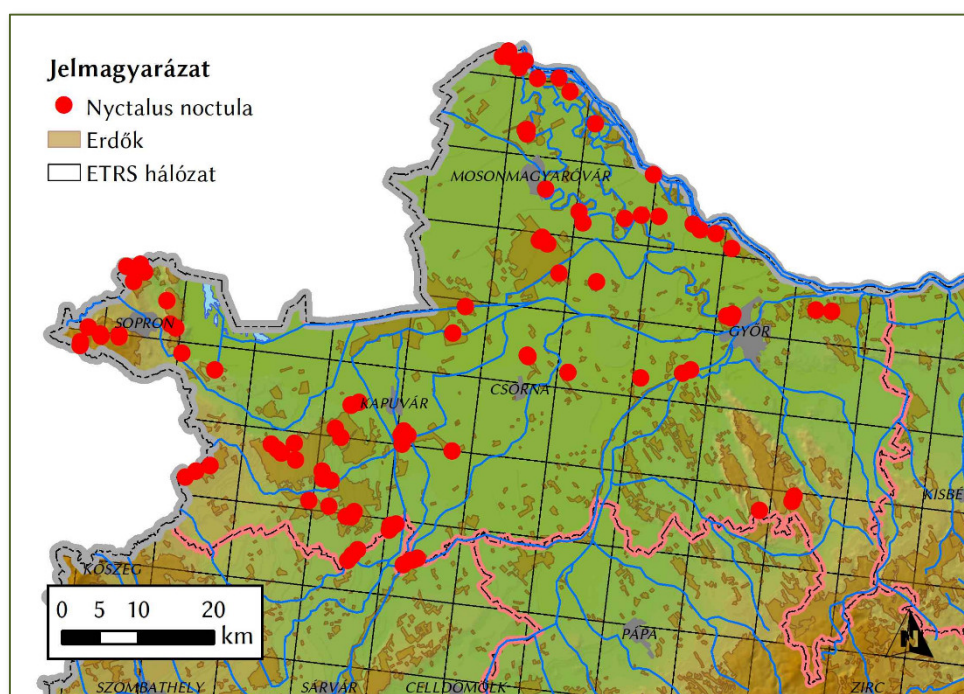 Jelmagyarázat
Nyctalus noctula
Erdők
ETRS hálózat
MOSONMAGYARÓVÁR
SOPRON
GYŐR
CSORNA
KAPUVÁR
KISBÉ
KŐSZEG
0 5 10 20
km
PÁPA
N
SZOMBATHELY
SÁRVÁR
CELLDÖMÖLK
ZIRC